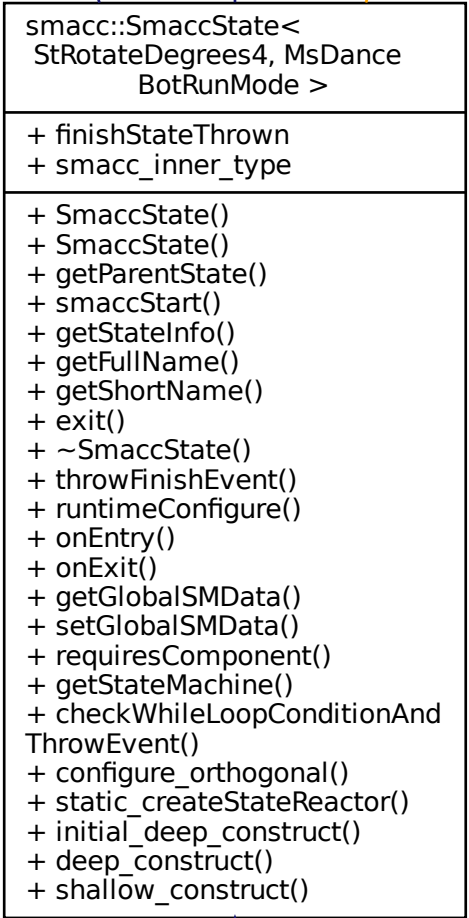 smacc::SmaccState<
StRotateDegrees4, MsDance
BotRunMode >
+ finishStateThrown
+ smacc_inner_type
+ SmaccState()
+ SmaccState()
+ getParentState()
+ smaccStart()
+ getStateInfo()
+ getFullName()
+ getShortName()
+ exit()
+ ~SmaccState()
+ throwFinishEvent()
+ runtimeConfigure()
+ onEntry()
+ onExit()
+ getGlobalSMData()
+ setGlobalSMData()
+ requiresComponent()
+ getStateMachine()
+ checkWhileLoopConditionAnd
ThrowEvent()
+ configure_orthogonal()
+ static_createStateReactor()
+ initial_deep_construct()
+ deep_construct()
+ shallow_construct()